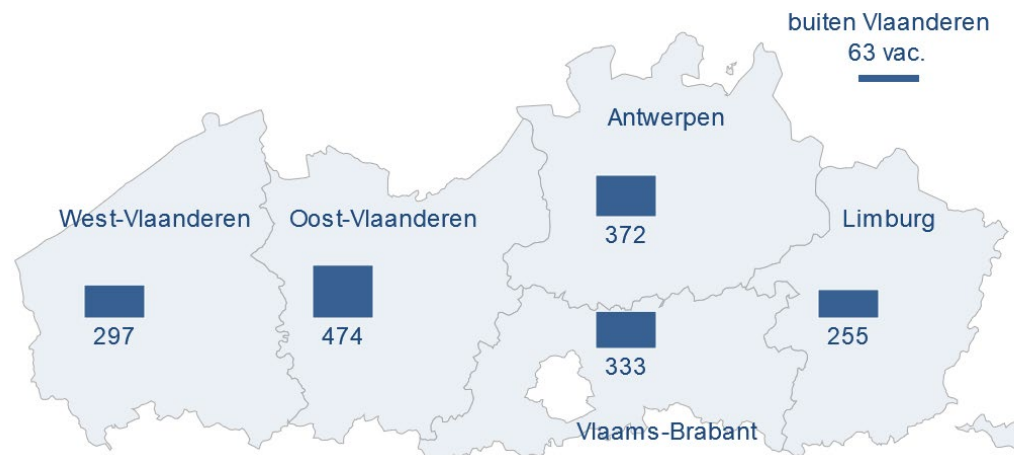 buiten Vlaanderen
63 vac.
Antwerpen
372
West-Vlaanderen
297
Oost-Vlaanderen
474
Limburg
255
333
Vlaams-Brabant